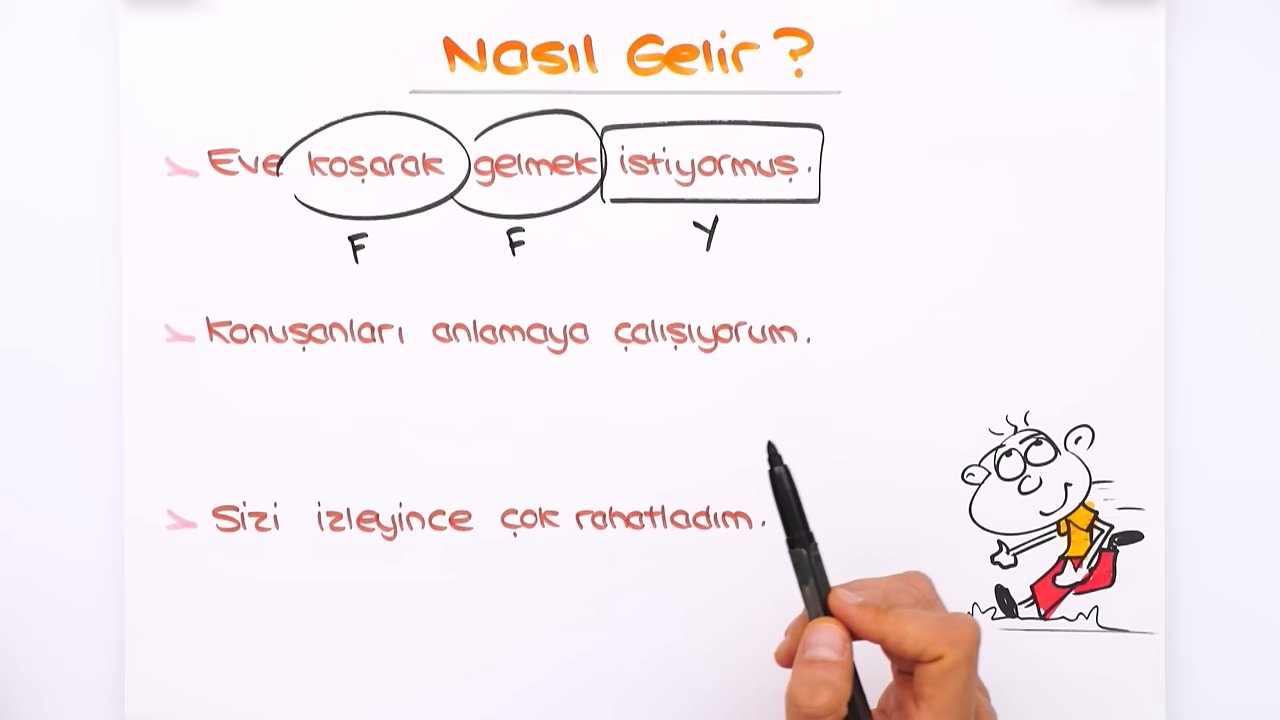 Nasıl Gelir?
Eve koşarak gelmek istiyormuş.
F F Y
Konuşanları anlamaya çalışıyorum.
Sizi izleyince çok rahatladım.